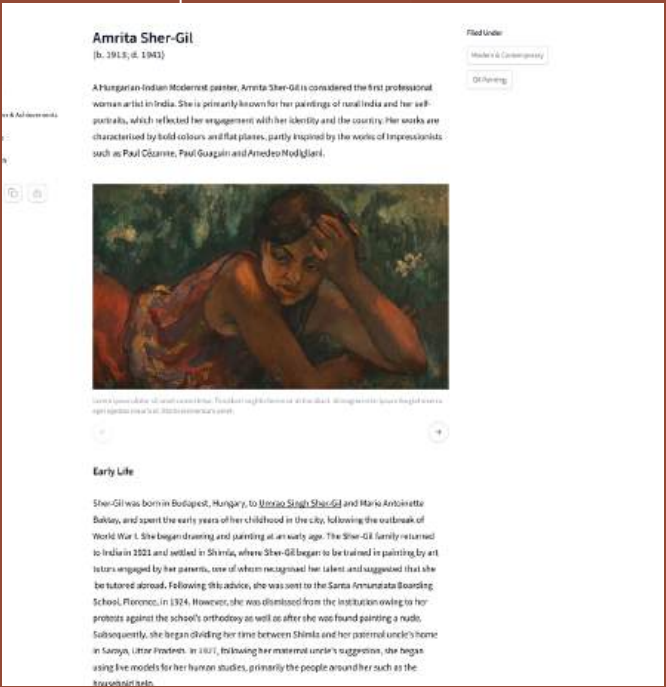 Amrita Sher-Gil
(b. 1913; d. 1941)
A Hungarian-Indian Modernist painter, Amrita Sher-Gil is considered the first professional
woman artist in India. She is primarily known for her paintings of rural India and her self-
portraits, which reflected her engagement with her identity and the country. Her works are
characterised by bold colours and flat planes, partly inspired by the works of Impressionists
such as Paul Cézanne, Paul Guaguin and Amedeo Modigliani.
Early Life
Sher-Gil was born in Budapest, Hungary, to Umrao Singh Sher-Gil and Marie Antoinette
Baktay, and spent the early years of her childhood in the city, following the outbreak of
World War I. She began drawing and painting at an early age. The Sher-Gil family returned
to India in 1921 and settled in Shimla, where Sher-Gil began to be trained in painting by art
tutors engaged by her parents, one of whom recognised her talent and suggested that she
be tutored abroad. Following this advice, she was sent to the Santa Annunziata Boarding
School, Florence, in 1924. However, she was dismissed from the institution owing to her
protests against the school's orthodoxy as well as after she was found painting a nude.
Subsequently, she began dividing her time between Shimla and her paternal uncle's home
in Saraya, Uttar Pradesh. In 1927, following her maternal uncle's suggestion, she began
using live models for her human studies, primarily the people around her such as the
household help.
Filed Under
Modern & Contemporary
Oil Painting
& Achievements